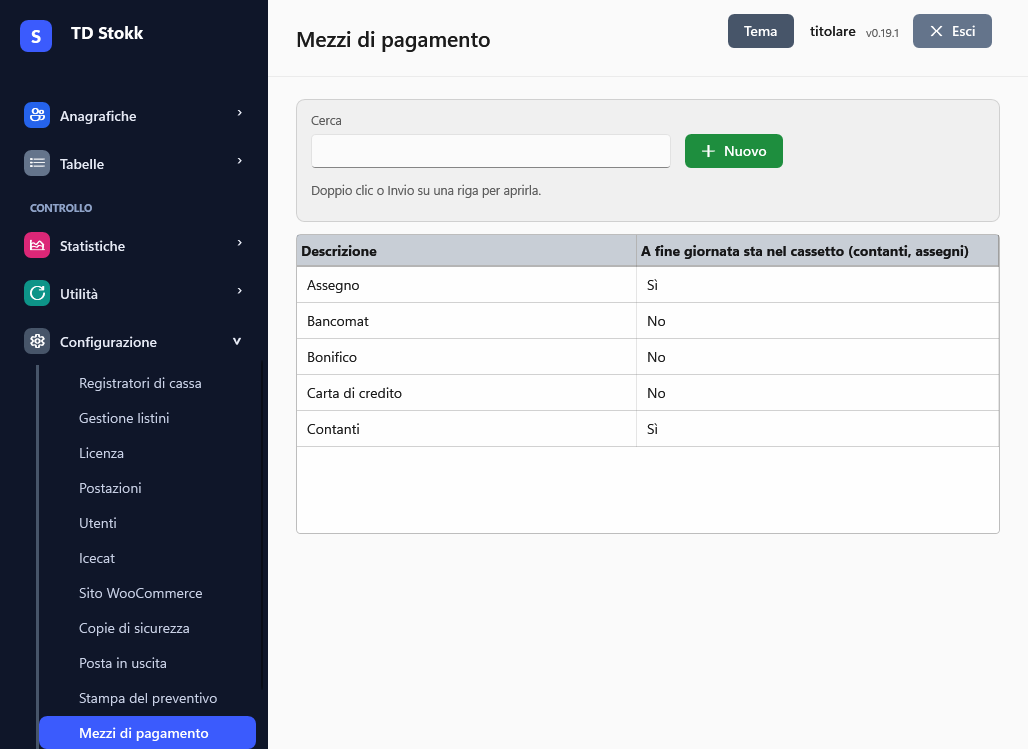 S TD Stokk
Mezzi di pagamento
Tema titolare v0.19.1 Esci
Anagrafiche
Tabelle
CONTROLLO
Statistiche
Utilità
Configurazione
Registratori di cassa
Gestione listini
Licenza
Postazioni
Utenti
Icecat
Sito WooCommerce
Copie di sicurezza
Posta in uscita
Stampa del preventivo
Mezzi di pagamento
Cerca
Nuovo
Doppio clic o Invio su una riga per aprirla.
Descrizione A fine giornata sta nel cassetto (contanti, assegni)
Assegno Sì
Bancomat No
Bonifico No
Carta di credito No
Contanti Sì